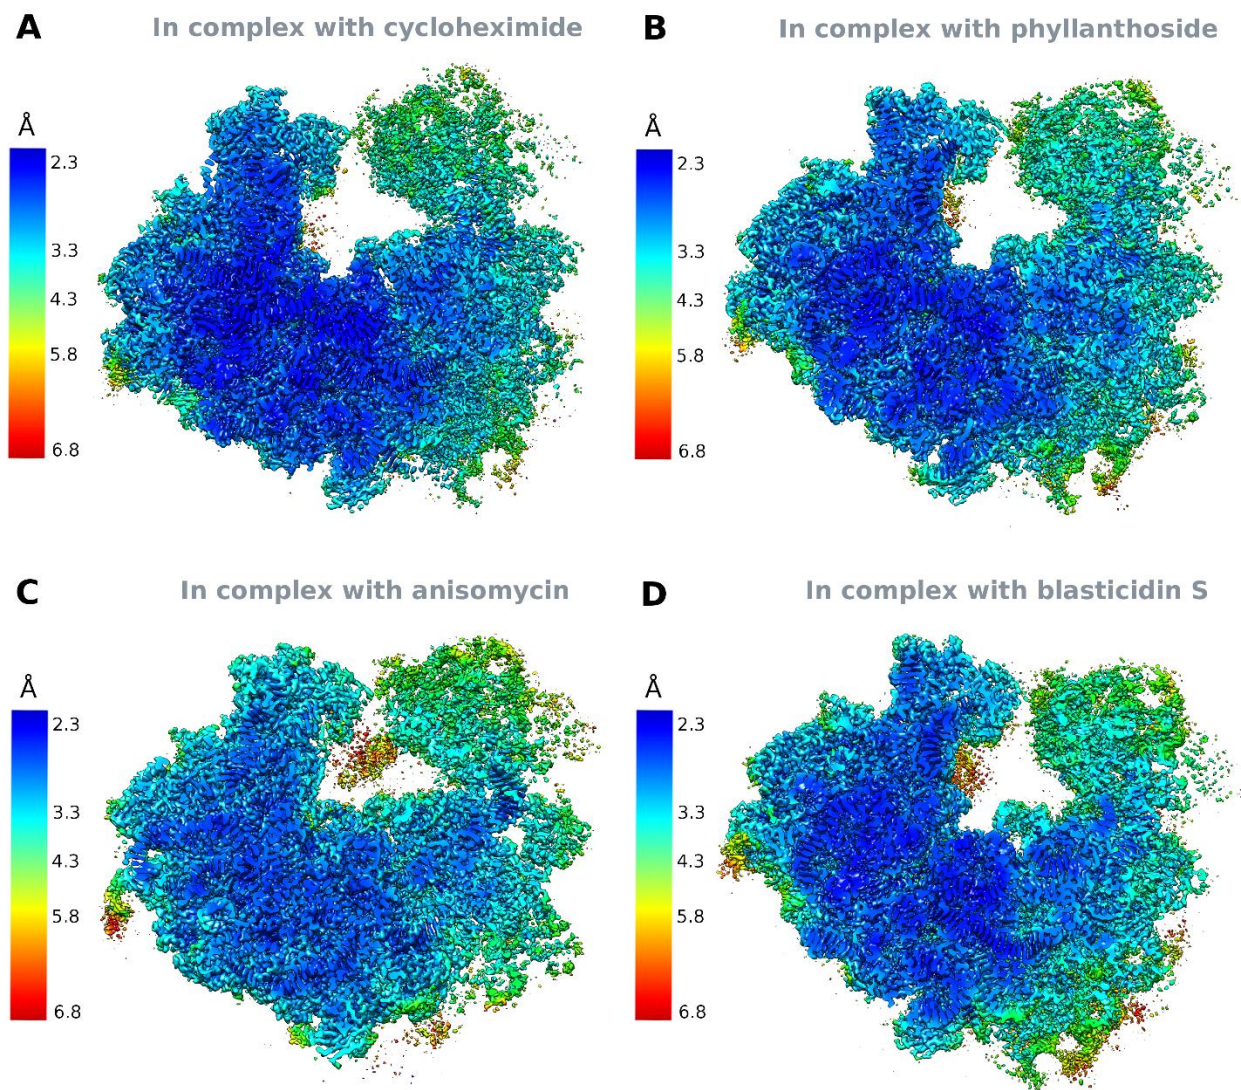 A
In complex with cycloheximide
Å
2.3
3.3
4.3
5.8
6.8
B
In complex with phyllanthoside
Å
2.3
3.3
4.3
5.8
6.8
C
In complex with anisomycin
Å
2.3
3.3
4.3
5.8
6.8
D
In complex with blasticidin S
Å
2.3
3.3
4.3
5.8
6.8